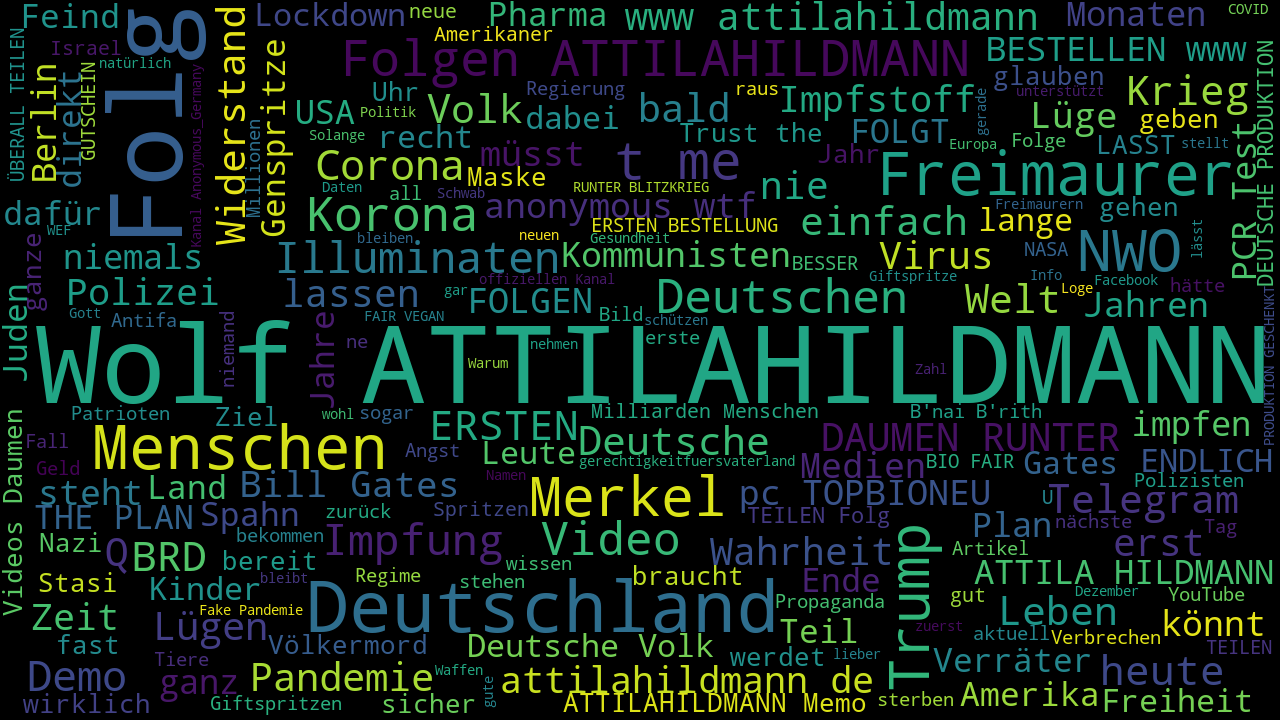 Feind
Folg
Lockdown
neue
Pharma
www attilahildmann
Monaten
COVID
ÜBERALL TEILEN
Israel
natürlich
Widerstand
Amerikaner
Folgen ATTILAHILDMANN
BESTELLEN www
DEUTSCHE PRODUKTION
Berlin
direkt
GUTSCHEIN
Kanal Anonymous_Germany
Genspritze
Uhr
Regierung
raus
Impfstoff
glauben
unterstützt
Krieg
USA
Politik
Volk
dabei
bald
gerade
Lüge
geben
Millionen
Solange
recht
Trust the
FOLGT
Europa
Folge
LASST
stellt
PCR Test
Corona
müsst
t me
Jahr
Freimaurer
Maske
RUNTER BLITZKRIEG
nie
Daten
all
Schwab
anonymous wtf
Freimaurern
dafür
WEF
Korona
ERSTEN BESTELLUNG
einfach
lange
gehen
ganze
niemals
bleiben
neuen
Gesundheit
Virus
NASA
NWO
lässt
Illuminaten
Kommunisten
BESSER
Giftspritze
Info
Facebook
hätte
Polizei
lassen
offiziellen Kanal
gar
FOLGEN
Deutschen
Welt
Loge
Jahren
Juden
Gott
Antifa
niemand
Jahre
FAIR VEGAN
Bild
schützen
PRODUKTION GESCHENKT
ne
nehmen
erste
Wolf ATTILAHILDMANN
Warum
Zahl
Videos Daumen
Patrioten
Ziel
wohl
sogar
ERSTEN
Milliarden Menschen
B'nai B'rith
impfen
Fall
Menschen
Angst
Leute
Deutsche
DAUMEN RUNTER
Geld
gerechtigkeitfuersvaterland
Medien
BIO FAIR
Gates
ENDLICH
steht
Land
Bill Gates
Namen
Merkel
pc TOPBIONEU
Polizisten
U
Telegram
THE PLAN
Spahn
zurück
Spritzen
TEILEN Folg
Plan
nächste
Tag
Nazi
Q
BRD
bekommen
Impfung
Video
Wahrheit
Trump
Artikel
erst
bereit
wissen
Stasi
Kinder
bleibt
Regime
stehen
braucht
Ende
ATTILA HILDMANN
Zeit
Fake Pandemie
Deutschland
Propaganda
gut
Dezember
YouTube
Lügen
Leben
könnt
fast
Völkermord
Deutsche Volk
Teil
zuerst
aktuell
Verbrechen
TEILEN
Demo
Tiere
ganz
Pandemie
Waffen
werdet
lieber
Verräter
heute
wirklich
Giftspritzen
sicher
gute
attilahildmann de
ATTILAHILDMANN Memo
sterben
Amerika
Freiheit